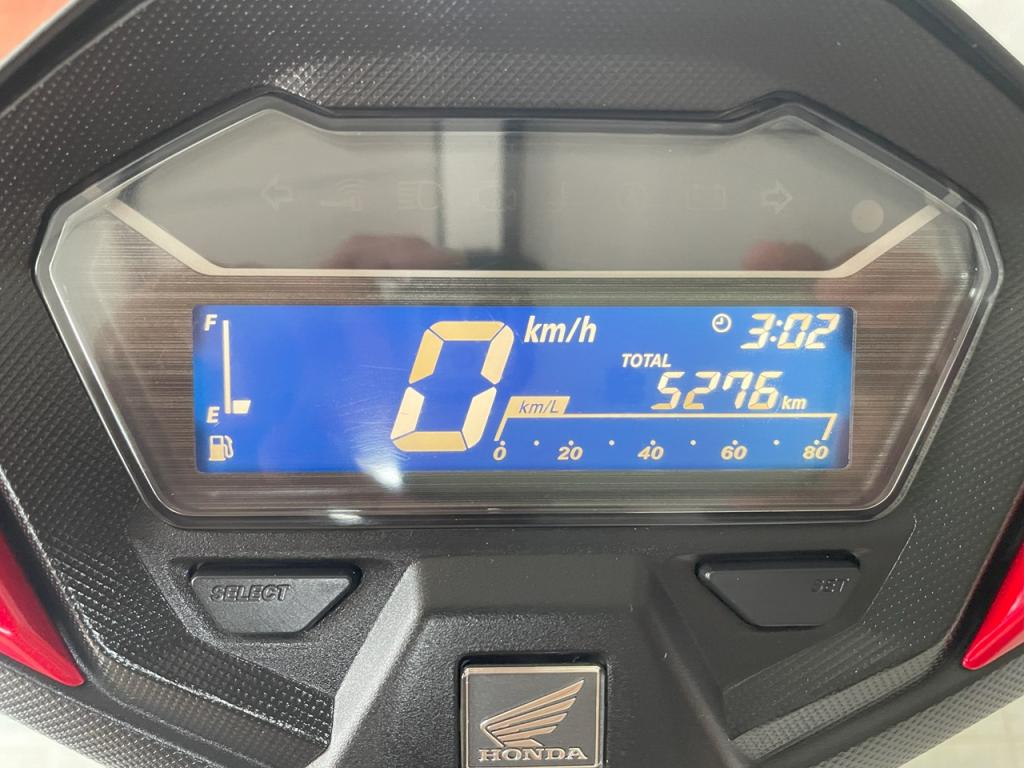 F
km/h
3:02
TOTAL
5276 km
E
km/L
0
0 20 40 60 80
SELECT
SET
HONDA